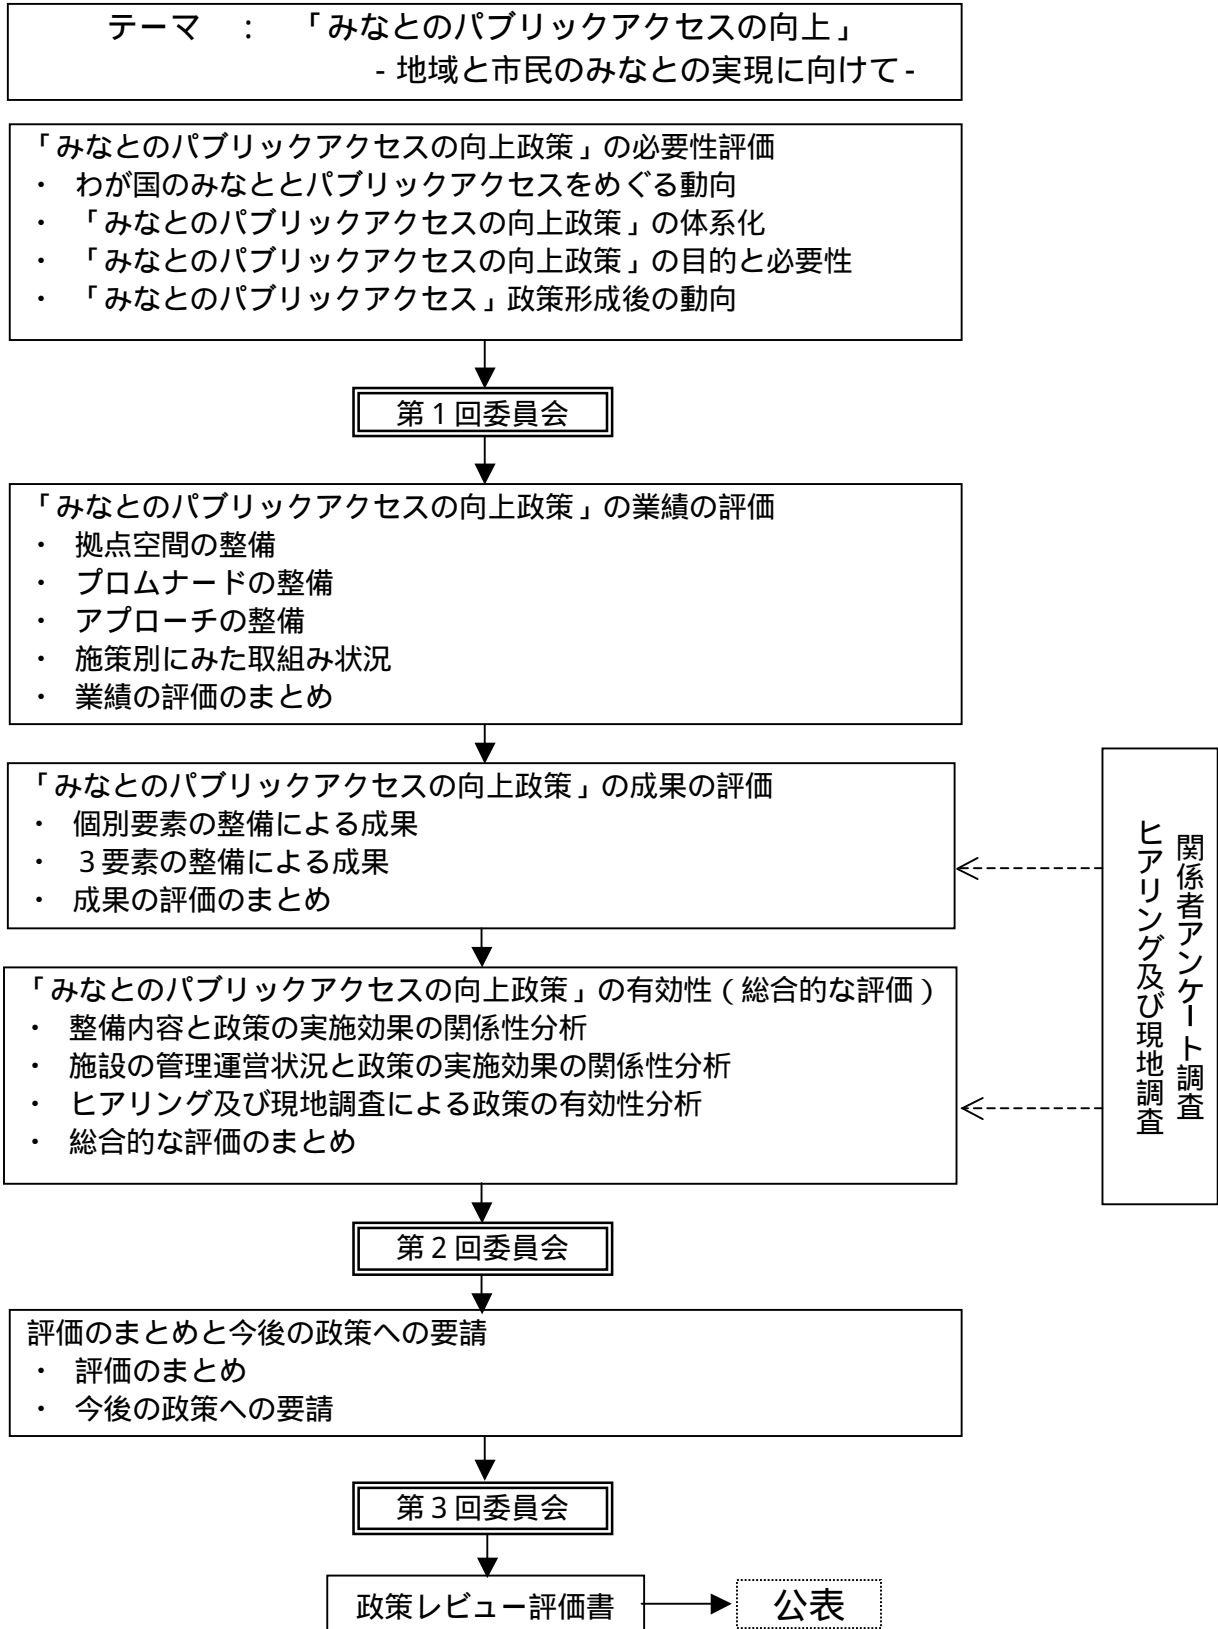 テーマ ： 「みなとのパブリックアクセスの向上」
- 地域と市民のみなとの実現に向けて -
「みなとのパブリックアクセスの向上政策」の必要性評価
・ わが国のみなととパブリックアクセスをめぐる動向
・ 「みなとのパブリックアクセスの向上政策」の体系化
・ 「みなとのパブリックアクセスの向上政策」の目的と必要性
・ 「みなとのパブリックアクセス」政策形成後の動向
第１回委員会
「みなとのパブリックアクセスの向上政策」の業績の評価
・ 拠点空間の整備
・ プロムナードの整備
・ アプローチの整備
・ 施策別にみた取組み状況
・ 業績の評価のまとめ
「みなとのパブリックアクセスの向上政策」の成果の評価
・ 個別要素の整備による成果
・ ３要素の整備による成果
・ 成果の評価のまとめ
関係者アンケート調査
ヒアリング及び現地調査
「みなとのパブリックアクセスの向上政策」の有効性（総合的な評価）
・ 整備内容と政策の実施効果の関係性分析
・ 施設の管理運営状況と政策の実施効果の関係性分析
・ ヒアリング及び現地調査による政策の有効性分析
・ 総合的な評価のまとめ
第２回委員会
評価のまとめと今後の政策への要請
・ 評価のまとめ
・ 今後の政策への要請
第３回委員会
政策レビュー評価書
公表